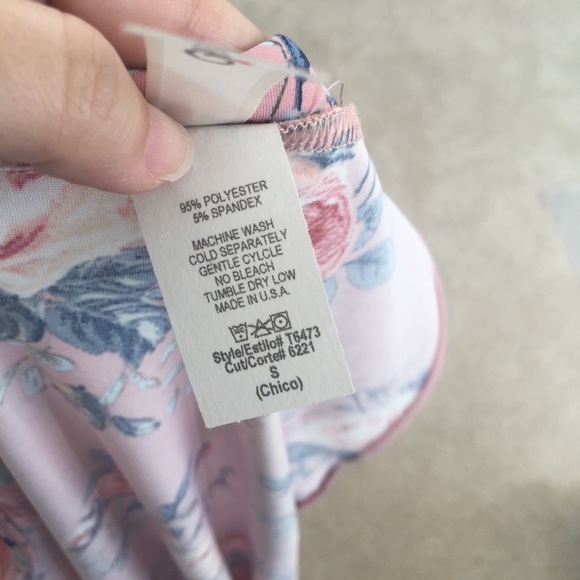 95% POLYESTER
5% SPANDEX
MACHINE WASH
COLD SEPARATELY
GENTLE CYLCLE
NO BLEACH
TUMBLE DRY LOW
MADE IN U.S.A.
Style/Estilo# T6473
Cut/Corte# 6221
S
(Chico)